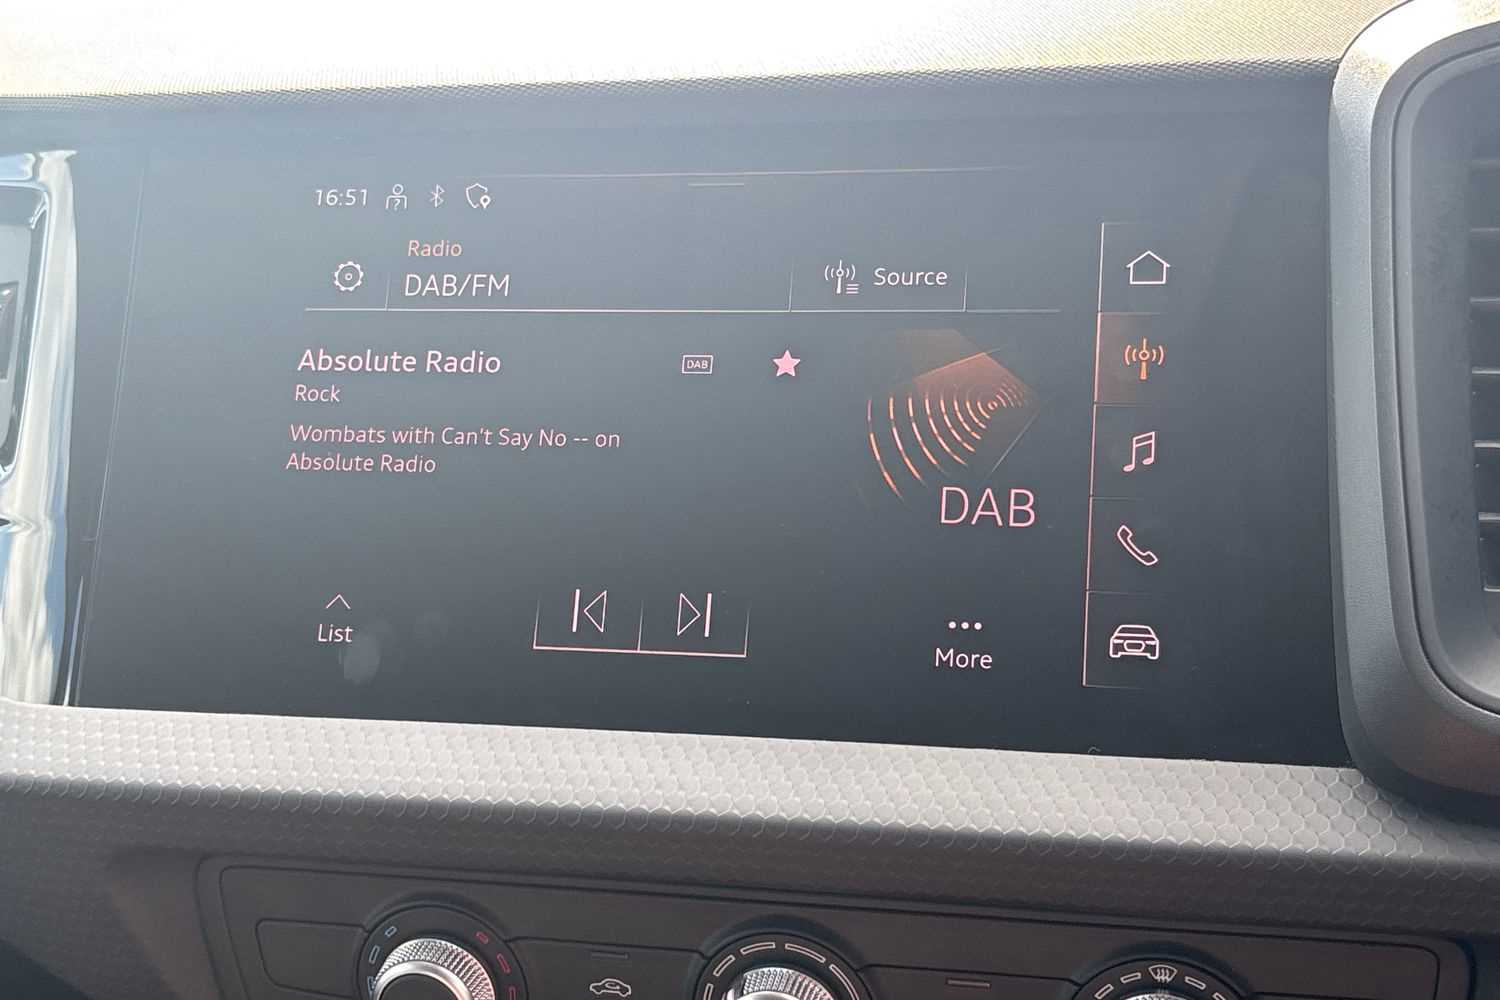 16:51
Radio
DAB/FM
Source
Absolute Radio
DAB
Rock
Wombats with Can't Say No -- on
Absolute Radio
DAB
List
More